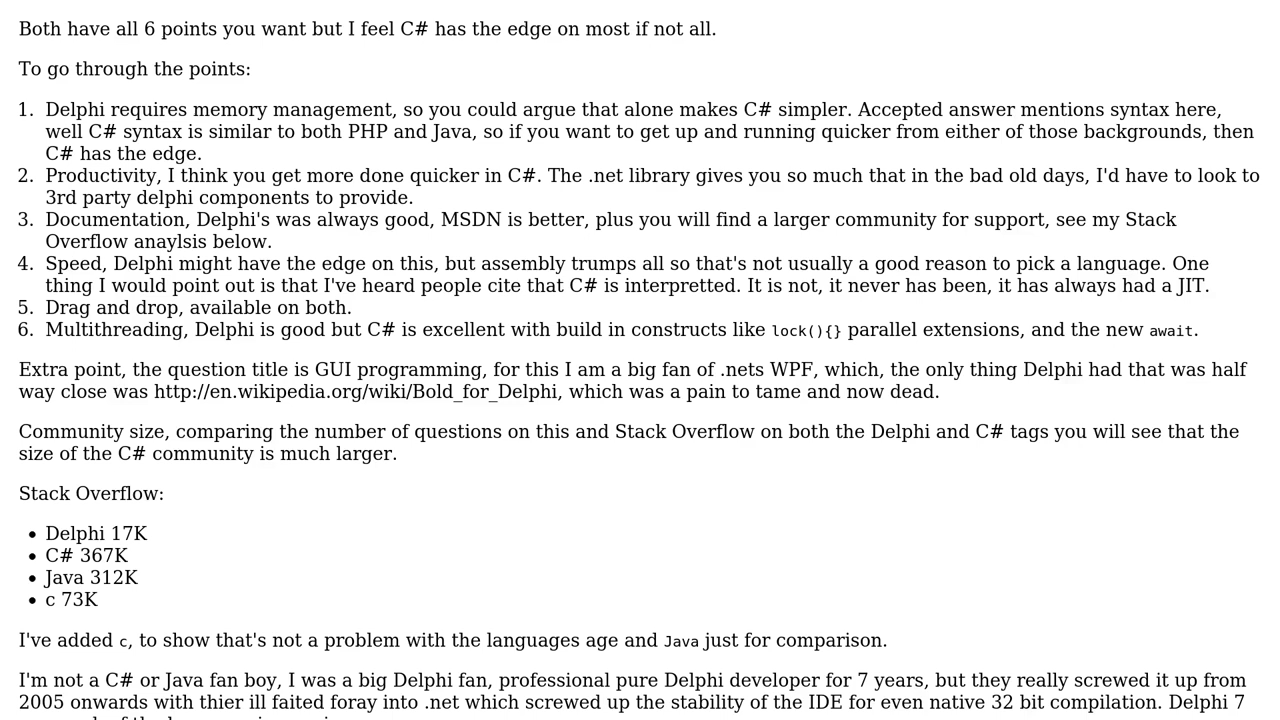 Both have all 6 points you want but I feel C# has the edge on most if not all.
To go through the points:
1. Delphi requires memory management, so you could argue that alone makes C# simpler. Accepted answer mentions syntax here,
well C# syntax is similar to both PHP and Java, so if you want to get up and running quicker from either of those backgrounds, then
C# has the edge.
2. Productivity, I think you get more done quicker in C#. The .net library gives you so much that in the bad old days, I'd have to look to
3rd party delphi components to provide.
3. Documentation, Delphi's was always good, MSDN is better, plus you will find a larger community for support, see my Stack
Overflow anaylsis below.
4. Speed, Delphi might have the edge on this, but assembly trumps all so that's not usually a good reason to pick a language. One
thing I would point out is that I've heard people cite that C# is interpretted. It is not, it never has been, it has always had a JIT.
5. Drag and drop, available on both.
6. Multithreading, Delphi is good but C# is excellent with build in constructs like lock(){} parallel extensions, and the new await.
Extra point, the question title is GUI programming, for this I am a big fan of .nets WPF, which, the only thing Delphi had that was half
way close was http://en.wikipedia.org/wiki/Bold_for_Delphi, which was a pain to tame and now dead.
Community size, comparing the number of questions on this and Stack Overflow on both the Delphi and C# tags you will see that the
size of the C# community is much larger.
Stack Overflow:
• Delphi 17K
• C# 367K
• Java 312K
• c 73K
I've added c, to show that's not a problem with the languages age and Java just for comparison.
I'm not a C# or Java fan boy, I was a big Delphi fan, professional pure Delphi developer for 7 years, but they really screwed it up from
2005 onwards with thier ill faited foray into .net which screwed up the stability of the IDE for even native 32 bit compilation. Delphi 7